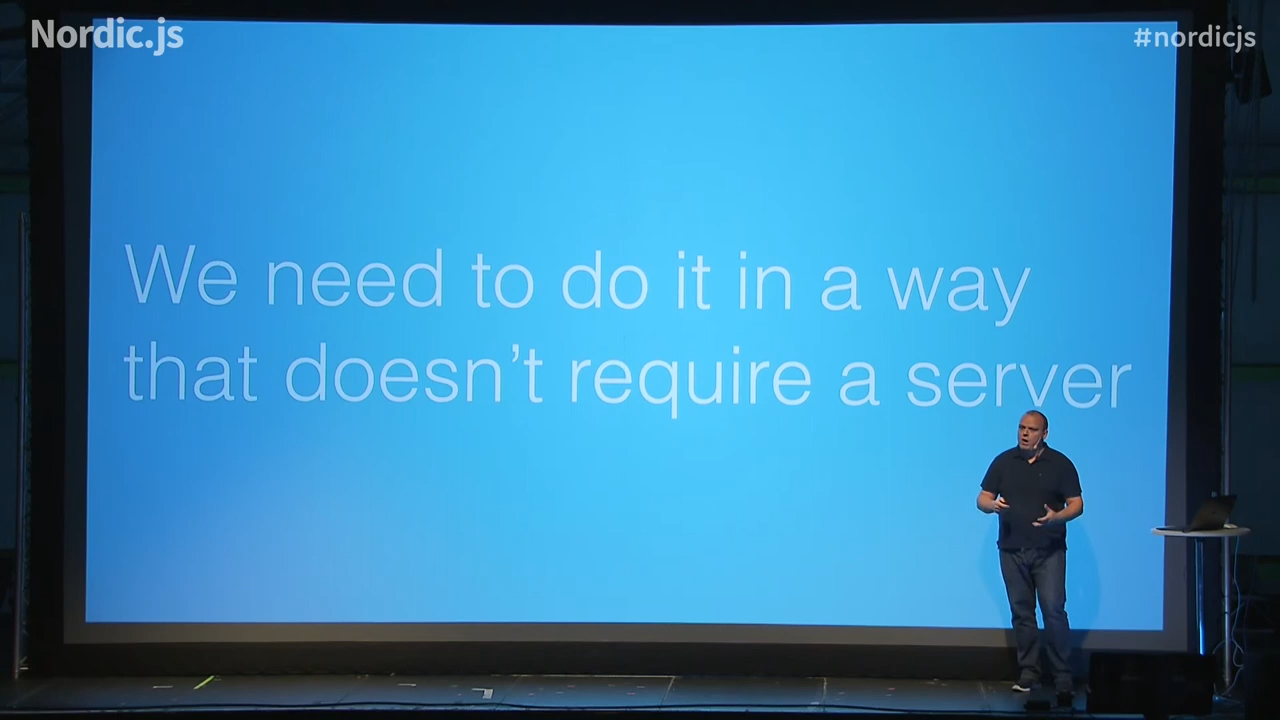 Nordic.js
#nordicjs
We need to do it in a way
that doesn’t require a server